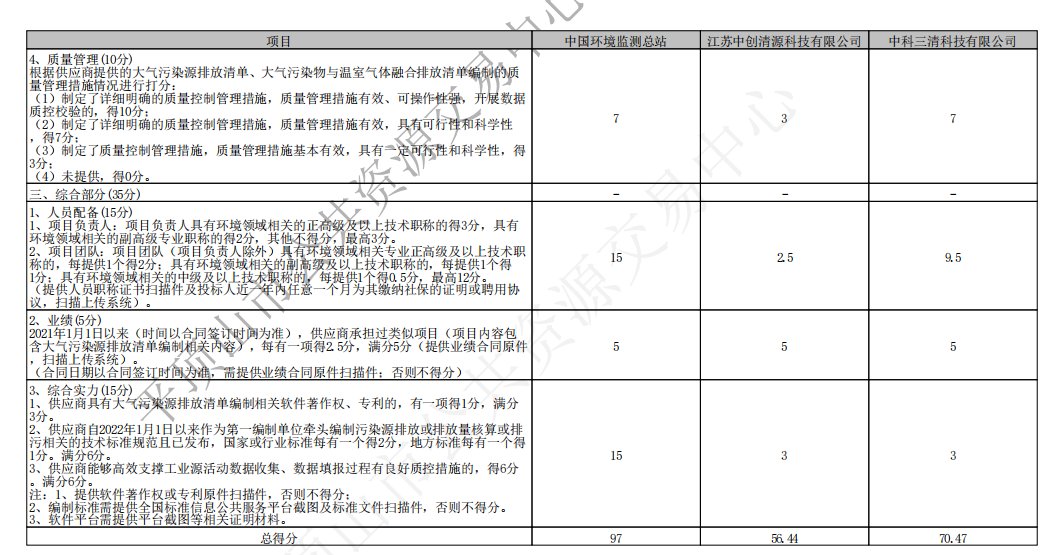 项目 中国环境监测总站 江苏中创清源科技有限公司 中科三清科技有限公司
4、质量管理(10分)
根据供应商提供的大气污染源排放清单、大气污染物与温室气体融合排放清单编制的质
量管理措施情况进行打分：
（1）制定了详细明确的质量控制管理措施，质量管理措施有效、可操作性强，开展数据
质控校验的，得10分；
（2）制定了详细明确的质量控制管理措施，质量管理措施有效，具有可行性和科学性
，得7分；
（3）制定了质量控制管理措施，质量管理措施基本有效，具有一定可行性和科学性，得
3分；
（4）未提供，得0分。
7 3 7
三、综合部分(35分) - - -
1、人员配备(15分)
1、项目负责人：项目负责人具有环境领域相关的正高级及以上技术职称的得3分，具有
环境领域相关的副高级专业职称的得2分，其他不得分，最高3分。
2、项目团队：项目团队（项目负责人除外）具有环境领域相关专业正高级及以上技术职
称的，每提供1个得2分；具有环境领域相关的副高级及以上技术职称的，每提供1个得
1分；具有环境领域相关的中级及以上技术职称的，每提供1个得0.5分，最高12分。
（提供人员职称证书扫描件及投标人近一年内任意一个月为其缴纳社保的证明或聘用协
议，扫描上传系统）。
15 2.5 9.5
2、业绩(5分)
2021年1月1日以来（时间以合同签订时间为准），供应商承担过类似项目（项目内容包
含大气污染源排放清单编制相关内容），每有一项得2.5分，满分5分（提供业绩合同原件
，扫描上传系统）。
（合同日期以合同签订时间为准，需提供业绩合同原件扫描件；否则不得分）
5 5 5
3、综合实力(15分)
1、供应商具有大气污染源排放清单编制相关软件著作权、专利的，有一项得1分，满分
3分。
2、供应商自2022年1月1日以来作为第一编制单位牵头编制污染源排放或排放量核算或排
污相关的技术标准规范且已发布，国家或行业标准每有一个得2分，地方标准每有一个得
1分。满分6分。
3、供应商能够高效支撑工业源活动数据收集、数据填报过程有良好质控措施的，得6分
。满分6分。
注：1、提供软件著作权或专利原件扫描件，否则不得分；
2、编制标准需提供全国标准信息公共服务平台截图及标准文件扫描件，否则不得分。
3、软件平台需提供平台截图等相关证明材料。
15 3 3
总得分 97 56.44 70.47
平顶山市公共资源交易中心
平顶山市公共资源交易中心